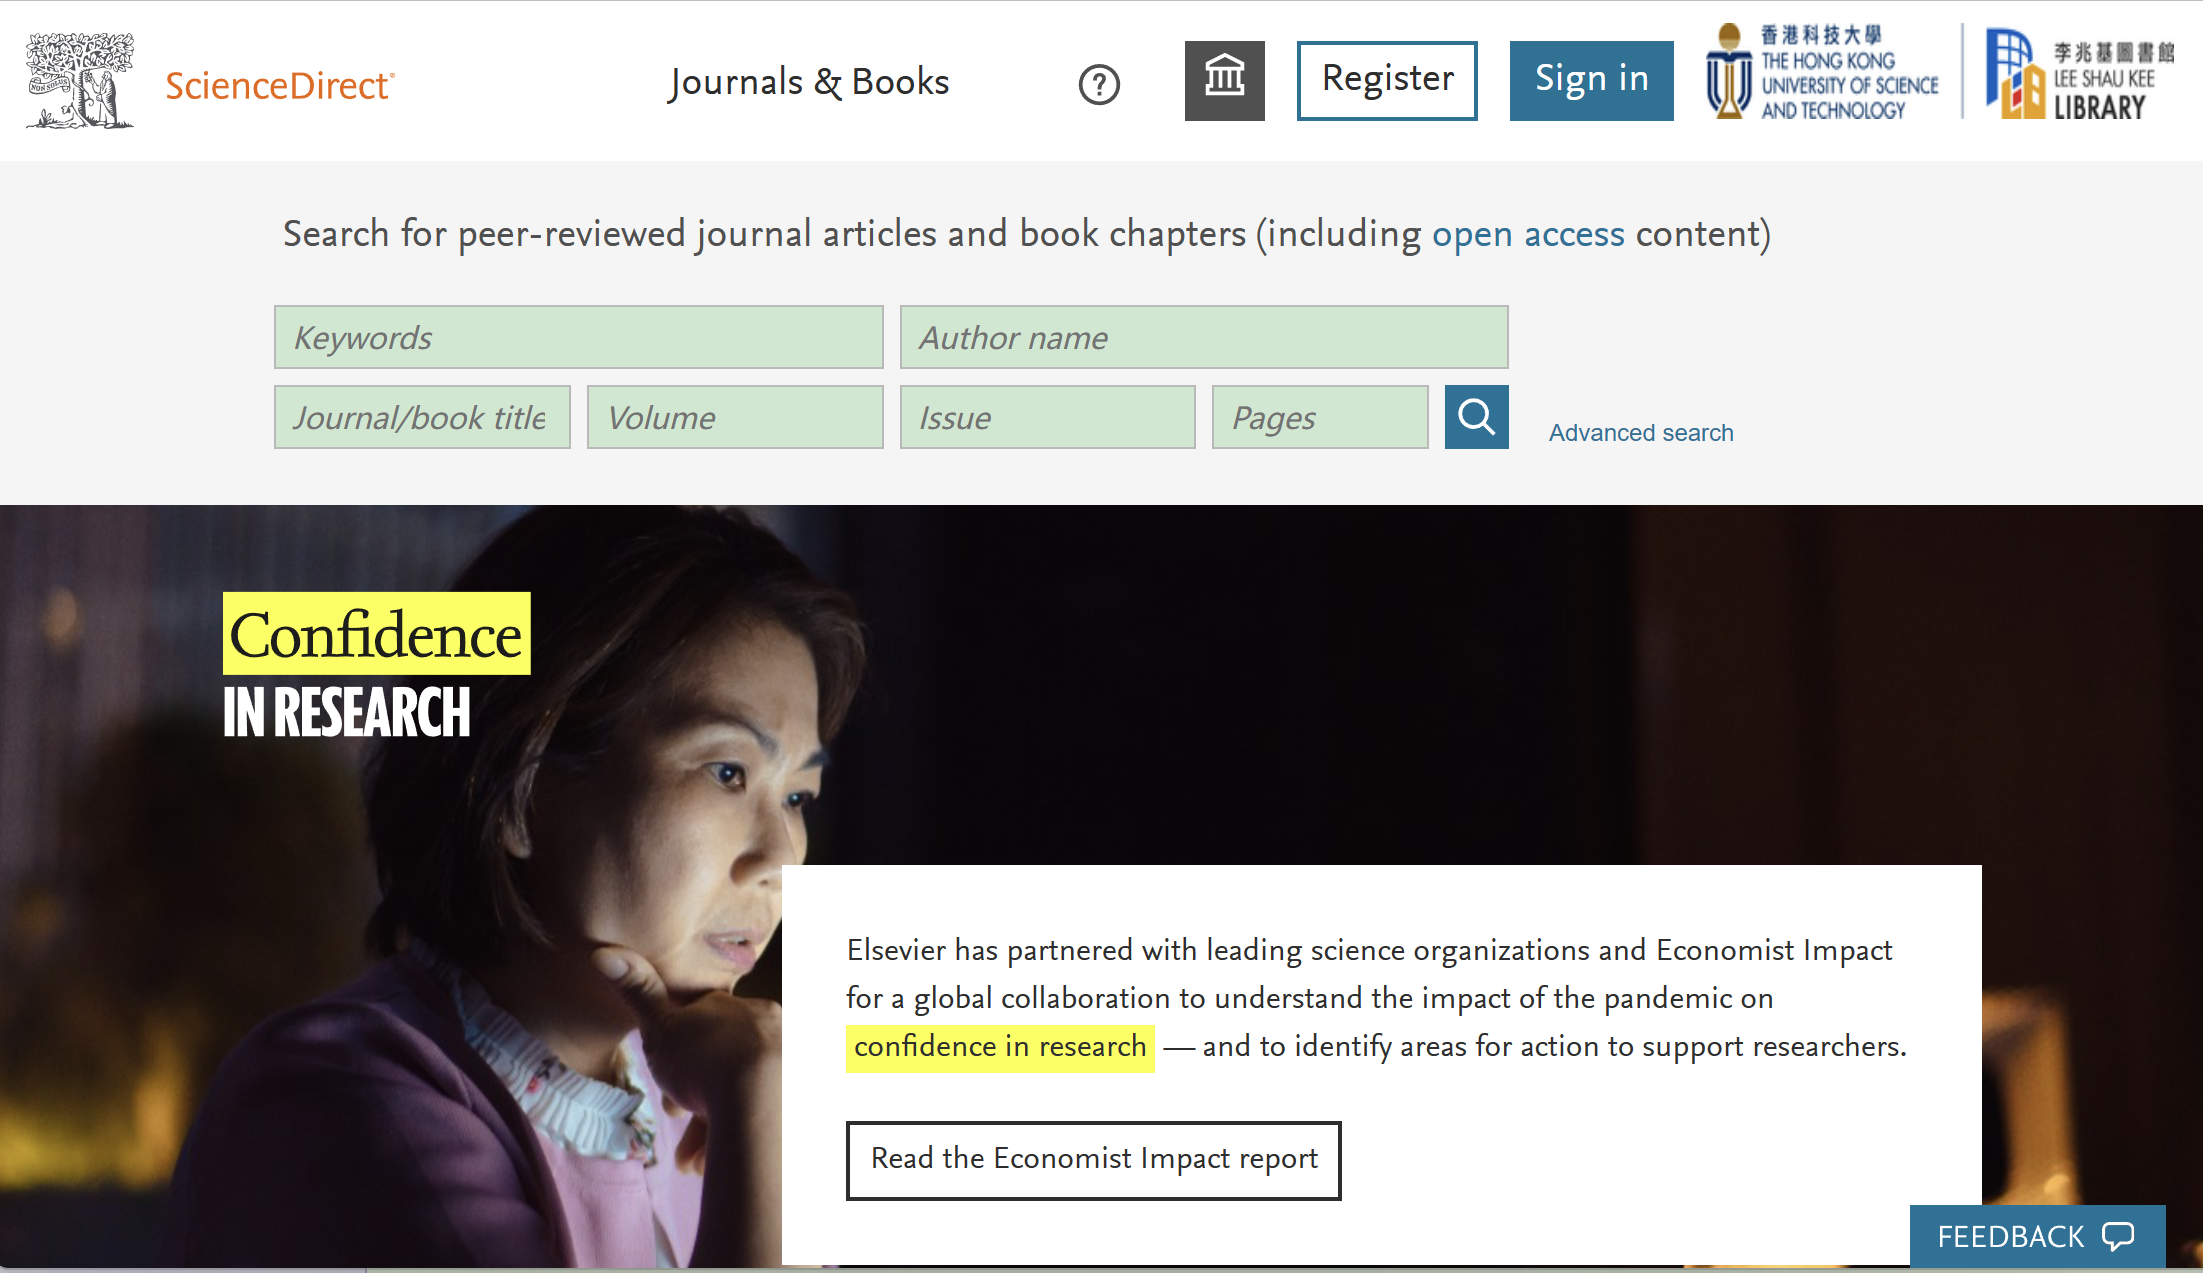 NON SOLUS
ScienceDirect®
Journals & Books
?
Register
Sign in
香港科技大學
THE HONG KONG
UNIVERSITY OF SCIENCE
AND TECHNOLOGY
李兆基圖書館
LEE SHAU KEE
LIBRARY
Search for peer-reviewed journal articles and book chapters (including open access content)
Keywords
Author name
Journal/book title
Volume
Issue
Pages
Advanced search
Confidence
IN RESEARCH
Elsevier has partnered with leading science organizations and Economist Impact
for a global collaboration to understand the impact of the pandemic on
confidence in research — and to identify areas for action to support researchers.
Read the Economist Impact report
FEEDBACK